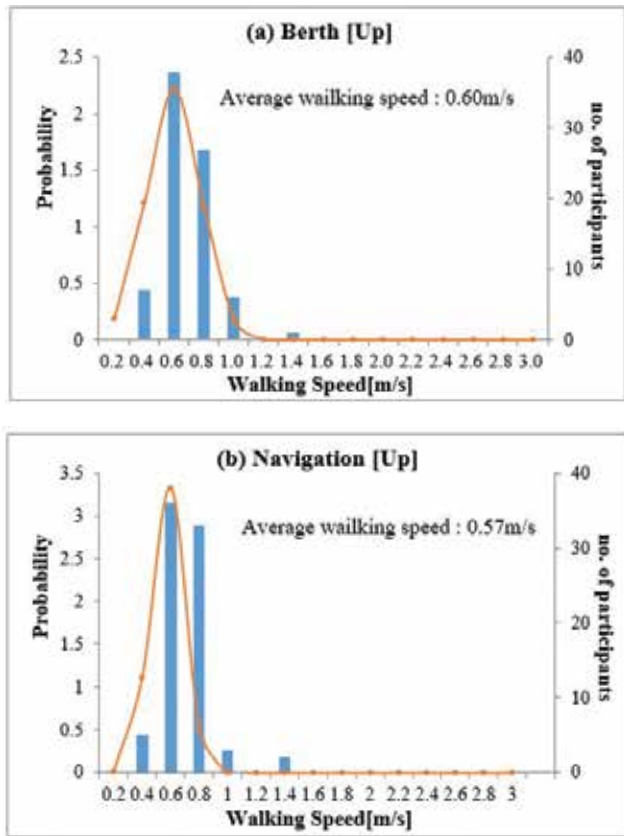 (a) Berth [Up]
Average wailking speed : 0.60m/s
Probability
2.5
2
1.5
1
0.5
0
no. of participants
40
30
20
10
0
0.2 0.4 0.6 0.8 1.0 1.2 1.4 1.6 1.8 2.0 2.2 2.4 2.6 2.8 3.0
Walking Speed[m/s]
(b) Navigation [Up]
Average wailking speed : 0.57m/s
Probability
3.5
3
2.5
2
1.5
1
0.5
0
no. of participants
40
30
20
10
0
0.2 0.4 0.6 0.8 1 1.2 1.4 1.6 1.8 2 2.2 2.4 2.6 2.8 3
Walking Speed[m/s]